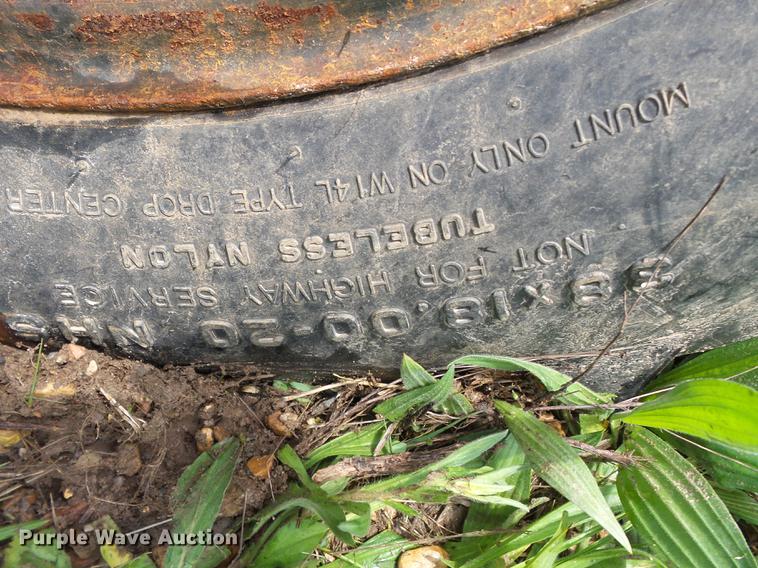 38x18.00-20 NHS
NOT FOR HIGHWAY SERVICE
TUBELESS NYLON
MOUNT ONLY ON W14L TYPE DROP CENTER
Purple Wave Auction